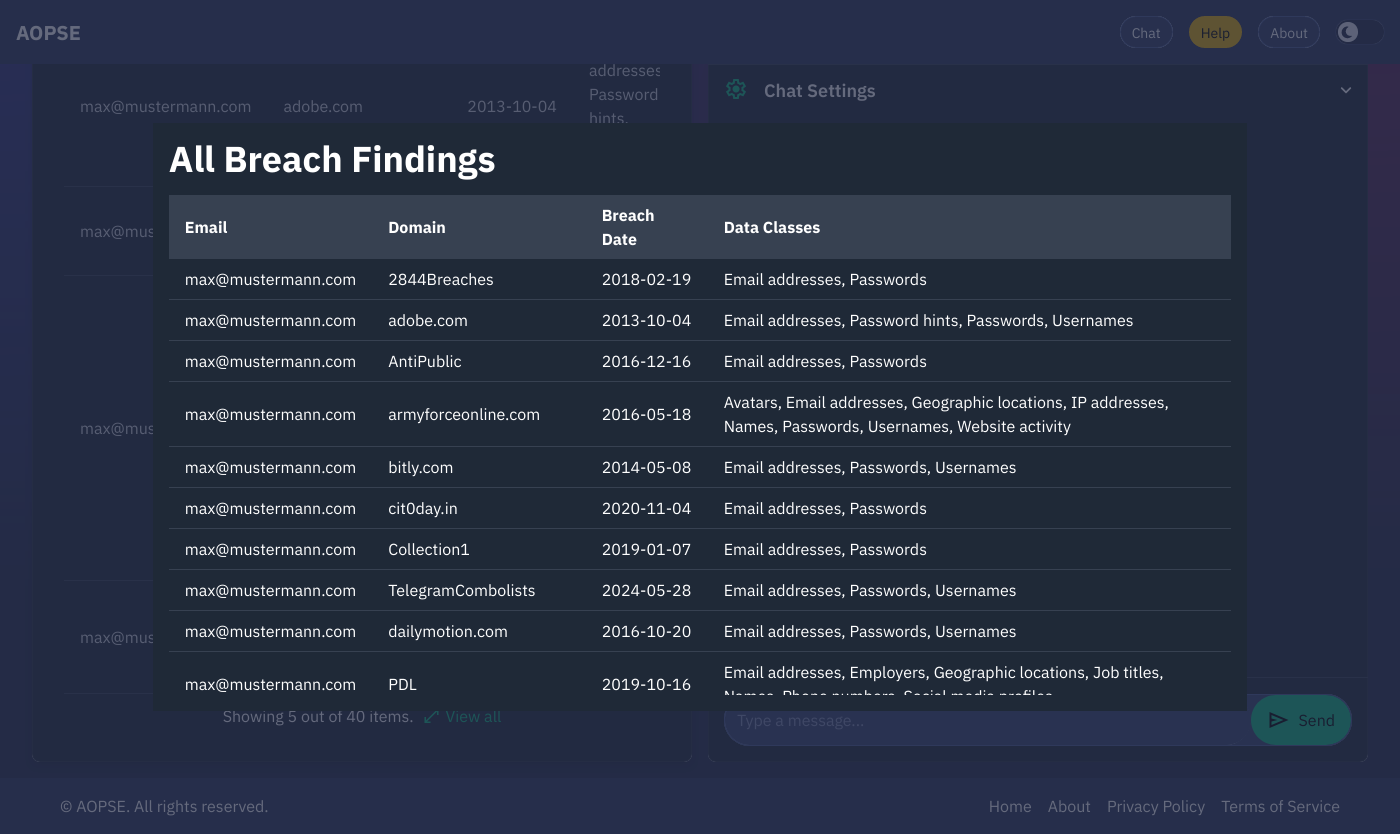 AOPSE
Chat
Help
About
addresses
Password
hints,
max@mustermann.com adobe.com 2013-10-04
Chat Settings
All Breach Findings
Email Domain Breach Date Data Classes
max@mustermann.com 2844Breaches 2018-02-19 Email addresses, Passwords
max@mustermann.com adobe.com 2013-10-04 Email addresses, Password hints, Passwords, Usernames
max@mustermann.com AntiPublic 2016-12-16 Email addresses, Passwords
max@mustermann.com armyforceonline.com 2016-05-18 Avatars, Email addresses, Geographic locations, IP addresses,
Names, Passwords, Usernames, Website activity
max@mustermann.com bitly.com 2014-05-08 Email addresses, Passwords, Usernames
max@mustermann.com cit0day.in 2020-11-04 Email addresses, Passwords
max@mustermann.com Collection1 2019-01-07 Email addresses, Passwords
max@mustermann.com TelegramCombolists 2024-05-28 Email addresses, Passwords, Usernames
max@mustermann.com dailymotion.com 2016-10-20 Email addresses, Passwords, Usernames
max@mustermann.com PDL 2019-10-16 Email addresses, Employers, Geographic locations, Job titles,
Names, Phone numbers, Social media profiles
max@mus
max@mus
max@mus
Showing 5 out of 40 items. View all
Type a message...
Send
© AOPSE. All rights reserved.
Home About Privacy Policy Terms of Service